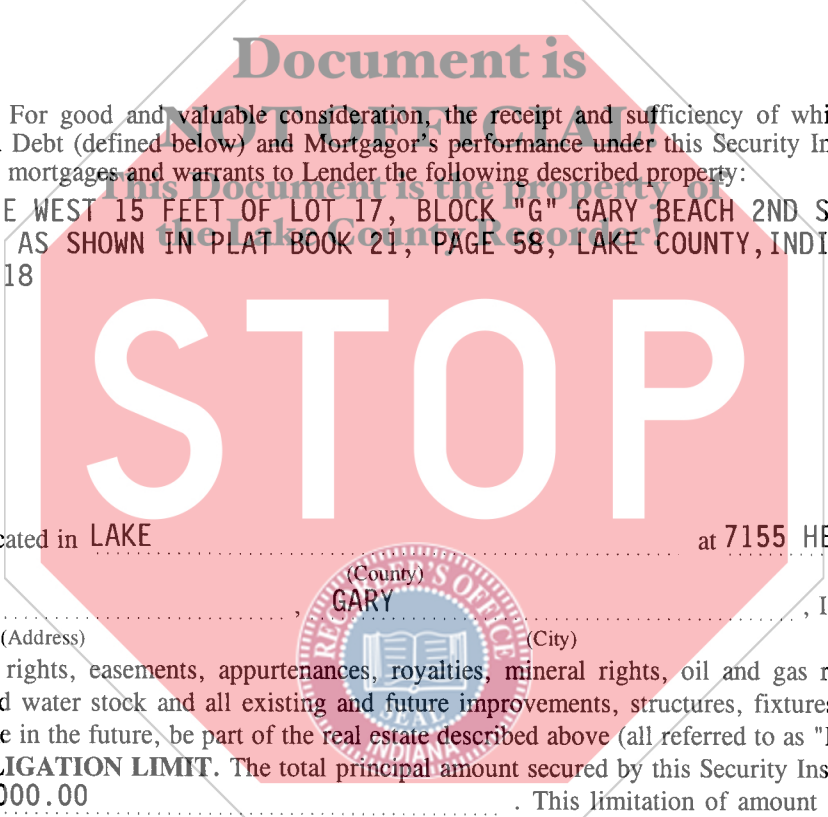 Document is
NOT OFFICIAL!
This Document is the property of
the Lake County Recorder!
STOP
For good and valuable consideration, the receipt and sufficiency of whi
Debt (defined below) and Mortgagor's performance under this Security In
mortgages and warrants to Lender the following described property:
E WEST 15 FEET OF LOT 17, BLOCK "G" GARY BEACH 2ND S
AS SHOWN IN PLAT BOOK 21, PAGE 58, LAKE COUNTY, INDI
18
cated in LAKE at 7155 HE
(County)
, GARY , I
(Address) (City)
rights, easements, appurtenances, royalties, mineral rights, oil and gas r
d water stock and all existing and future improvements, structures, fixtures
e in the future, be part of the real estate described above (all referred to as "
LIGATION LIMIT. The total principal amount secured by this Security Ins
000.00 . This limitation of amount
RECORDER'S OFFICE
SEAL
INDIANA